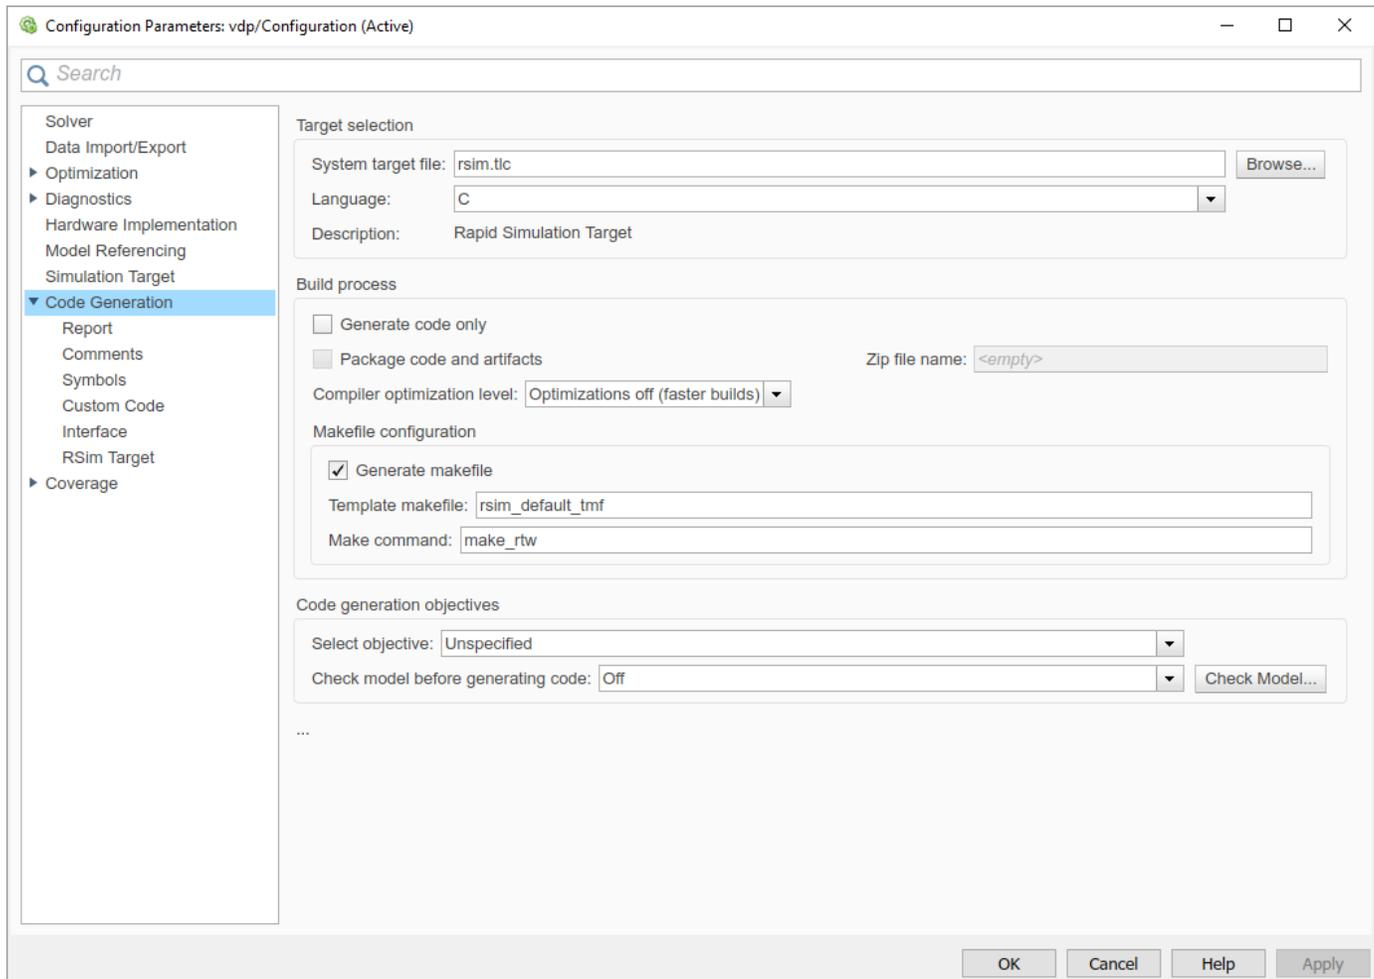 Configuration Parameters: vdp/Configuration (Active)
Search
Solver
Data Import/Export
Optimization
Diagnostics
Hardware Implementation
Model Referencing
Simulation Target
Code Generation
Report
Comments
Symbols
Custom Code
Interface
RSim Target
Coverage
Target selection
System target file: rsim.tlc Browse...
Language: C
Description: Rapid Simulation Target
Build process
Generate code only
Package code and artifacts Zip file name: <empty>
Compiler optimization level: Optimizations off (faster builds)
Makefile configuration
Generate makefile
Template makefile: rsim_default_tmf
Make command: make_rtw
Code generation objectives
Select objective: Unspecified
Check model before generating code: Off Check Model...
...
OK Cancel Help Apply